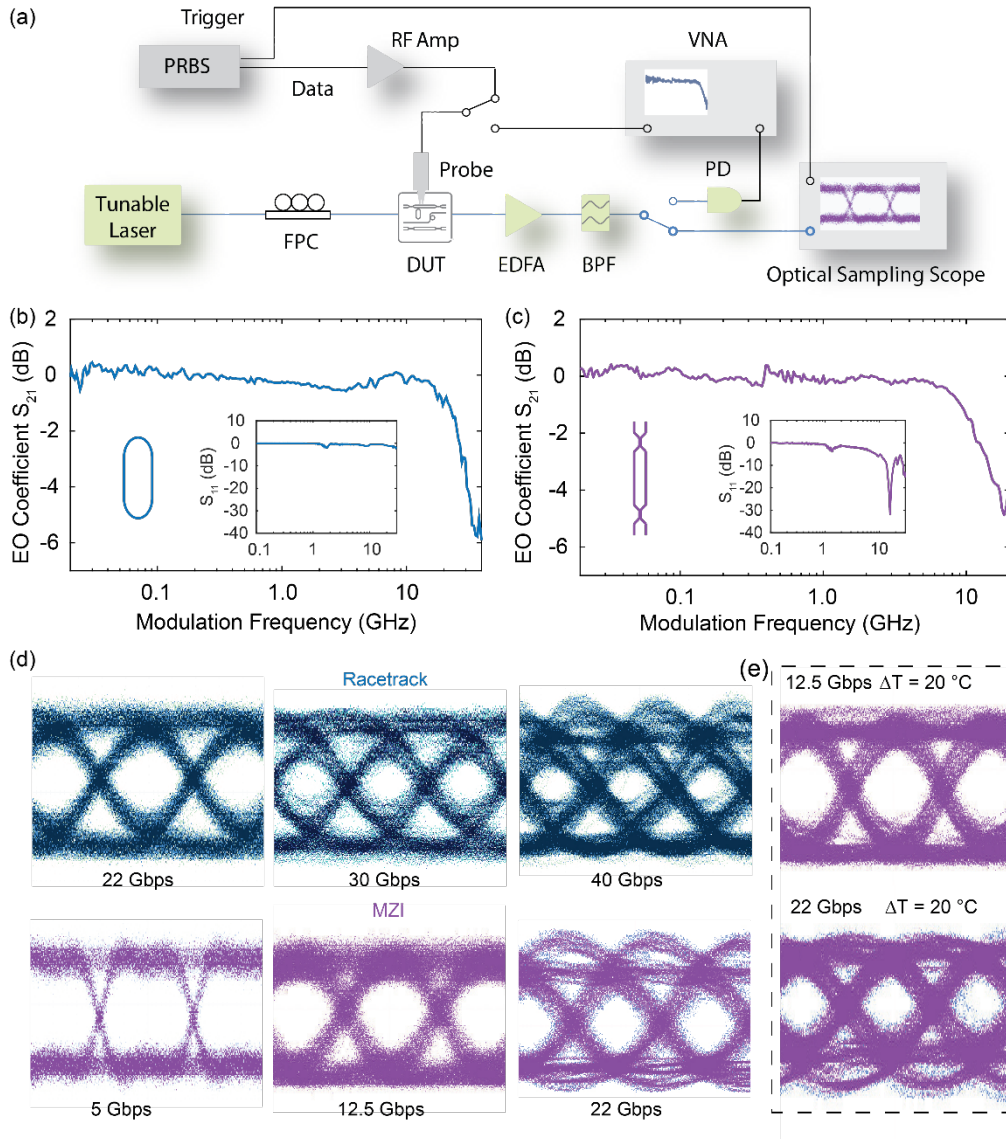 (a)
Trigger
RF Amp
VNA
PRBS
Data
Probe
PD
Tunable
Laser
FPC
DUT
EDFA
BPF
Optical Sampling Scope
(b)
2
0
-2
-4
-6
EO Coefficient S21 (dB)
10
0
-10
-20
-30
-40
S11 (dB)
0.1
1
10
0.1
1.0
10
Modulation Frequency (GHz)
(c)
2
0
-2
-4
-6
EO Coefficient S21 (dB)
10
0
-10
-20
-30
-40
S11 (dB)
0.1
1
10
0.1
1.0
10
Modulation Frequency (GHz)
(d)
Racetrack
22 Gbps
30 Gbps
40 Gbps
MZI
5 Gbps
12.5 Gbps
22 Gbps
(e)
12.5 Gbps ΔT = 20 °C
22 Gbps ΔT = 20 °C